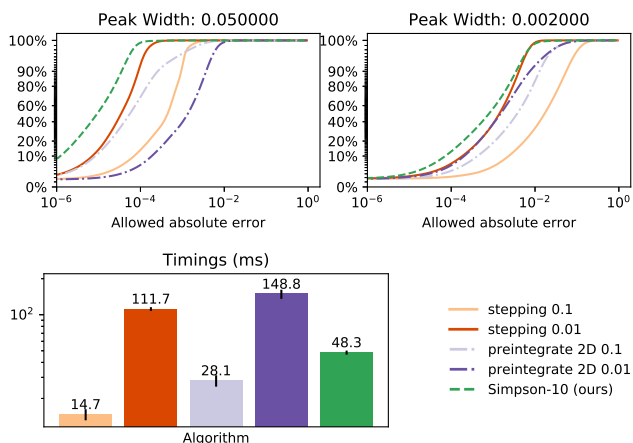 Peak Width: 0.050000
100%
90%
80%
60%
40%
20%
10%
0%
10⁻⁶
10⁻⁴
10⁻²
10⁰
Allowed absolute error
Peak Width: 0.002000
100%
90%
80%
60%
40%
20%
10%
0%
10⁻⁶
10⁻⁴
10⁻²
10⁰
Allowed absolute error
Timings (ms)
10²
14.7
111.7
28.1
148.8
48.3
Algorithm
stepping 0.1
stepping 0.01
preintegrate 2D 0.1
preintegrate 2D 0.01
Simpson-10 (ours)